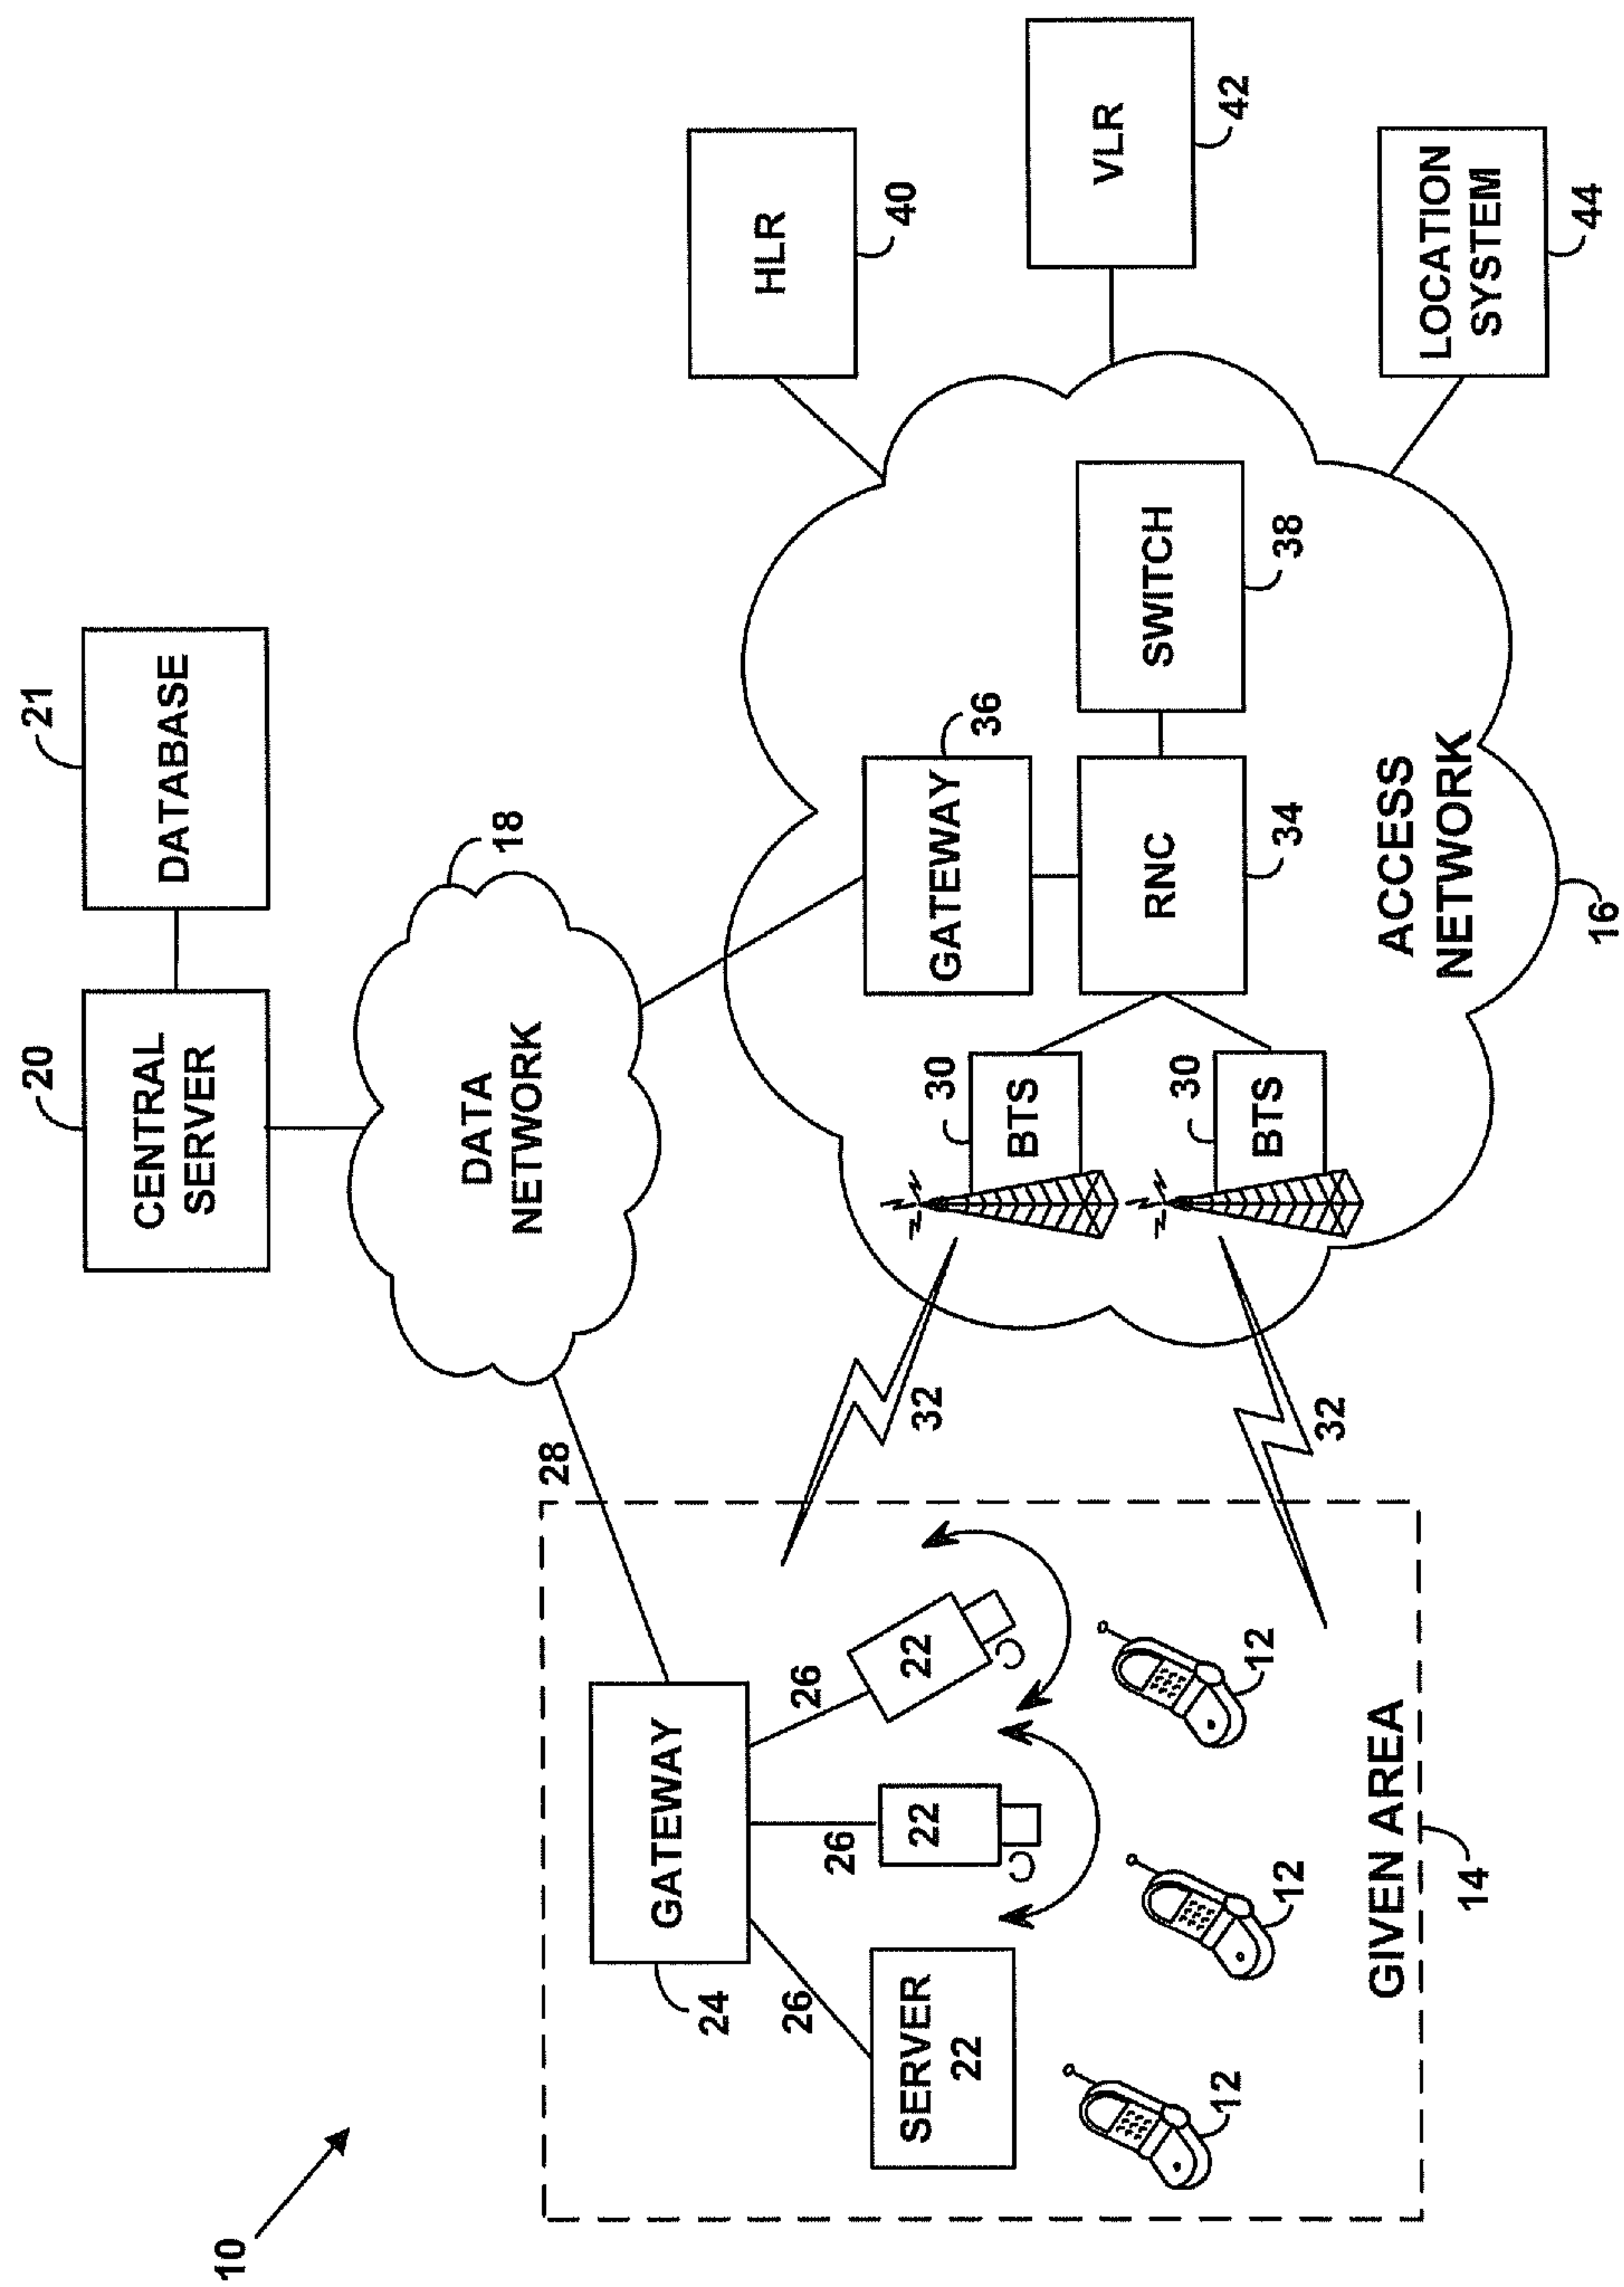 10
20
CENTRAL
SERVER
21
DATABASE
18
DATA
NETWORK
28
24
GATEWAY
26
26
26
SERVER
22
22
22
12
12
12
GIVEN AREA
14
32
32
30
BTS
30
BTS
GATEWAY
36
RNC
34
SWITCH
38
ACCESS
NETWORK
16
HLR
40
VLR
42
LOCATION
SYSTEM
44